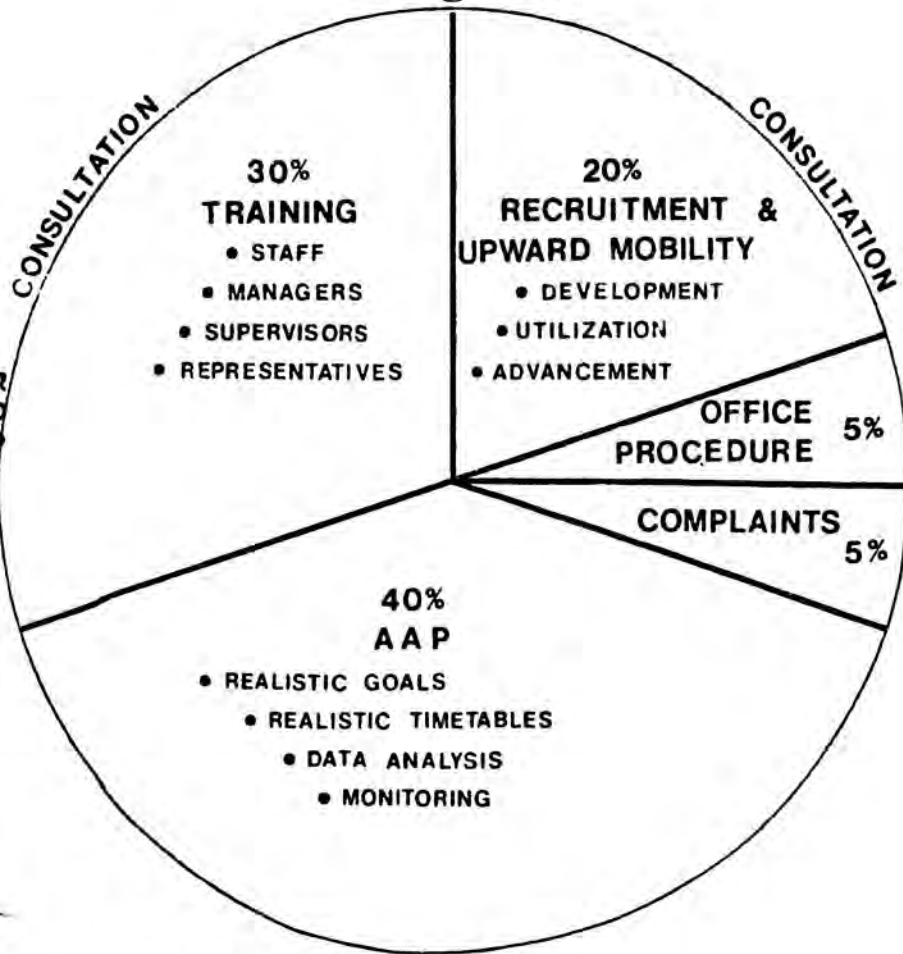 CONSULTATION
30%
TRAINING
• STAFF
• MANAGERS
• SUPERVISORS
• REPRESENTATIVES
CONSULTATION
20%
RECRUITMENT &
UPWARD MOBILITY
• DEVELOPMENT
• UTILIZATION
• ADVANCEMENT
OFFICE
PROCEDURE 5%
COMPLAINTS
5%
40%
AAP
• REALISTIC GOALS
• REALISTIC TIMETABLES
• DATA ANALYSIS
• MONITORING